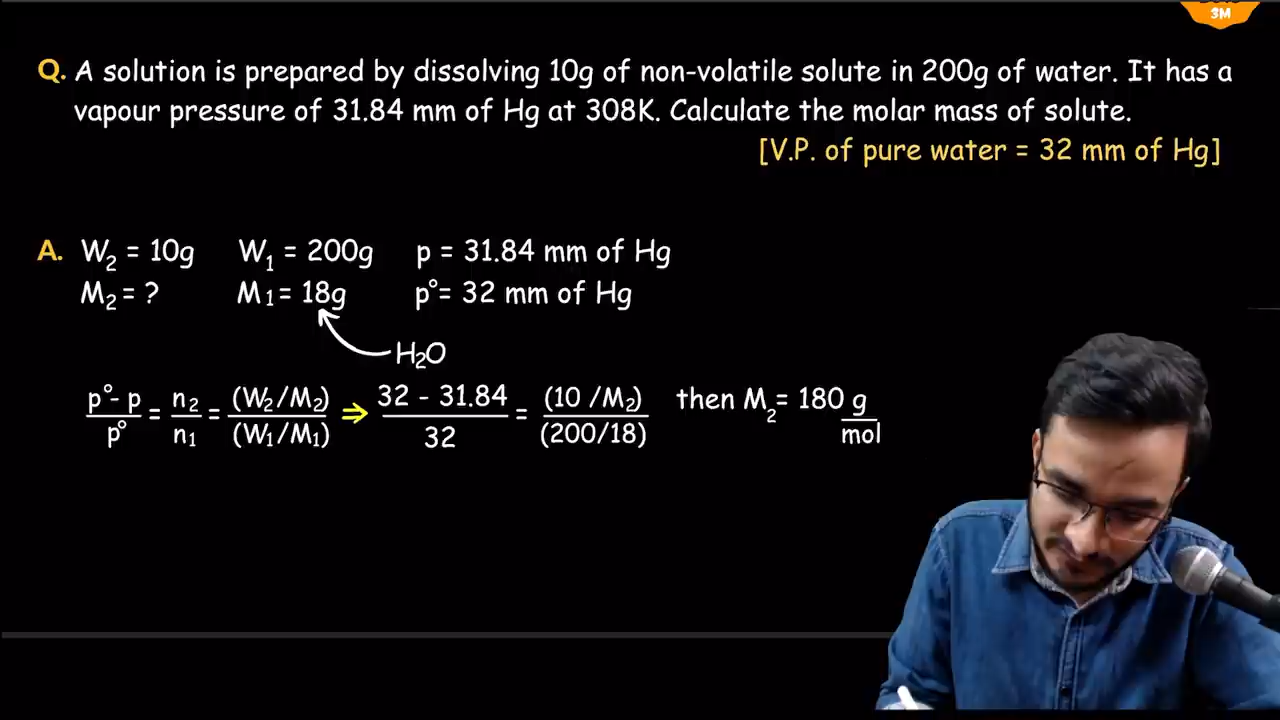 3M
Q. A solution is prepared by dissolving 10g of non-volatile solute in 200g of water. It has a
vapour pressure of 31.84 mm of Hg at 308K. Calculate the molar mass of solute.
[V.P. of pure water = 32 mm of Hg]
A. W₂ = 10g W₁ = 200g p = 31.84 mm of Hg
M₂ = ? M₁ = 18g p° = 32 mm of Hg
H₂O
(p° - p)/p° = n₂/n₁ = (W₂/M₂)/(W₁/M₁) ⇒ (32 - 31.84)/32 = (10 /M₂)/(200/18) then M₂ = 180 g/mol